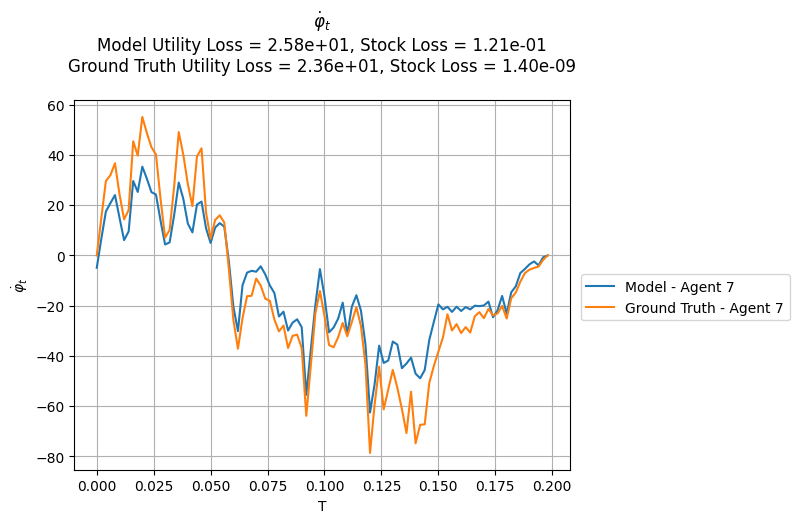 φ̇ₜ
Model Utility Loss = 2.58e+01, Stock Loss = 1.21e-01
Ground Truth Utility Loss = 2.36e+01, Stock Loss = 1.40e-09
60
40
20
0
−20
−40
−60
−80
φ̇ₜ
0.000
0.025
0.050
0.075
0.100
0.125
0.150
0.175
0.200
T
Model - Agent 7
Ground Truth - Agent 7